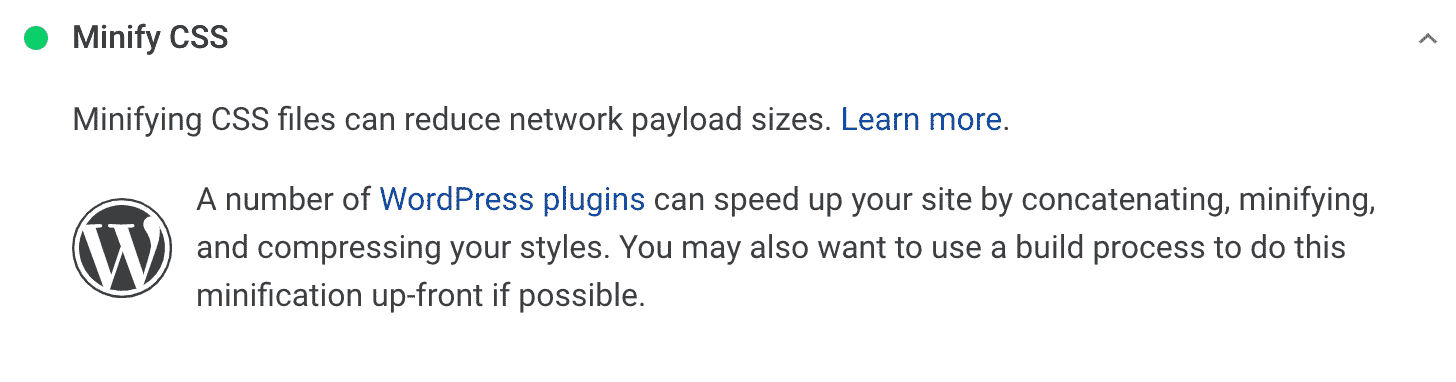 Minify CSS
Minifying CSS files can reduce network payload sizes. Learn more.
A number of WordPress plugins can speed up your site by concatenating, minifying,
and compressing your styles. You may also want to use a build process to do this
minification up-front if possible.